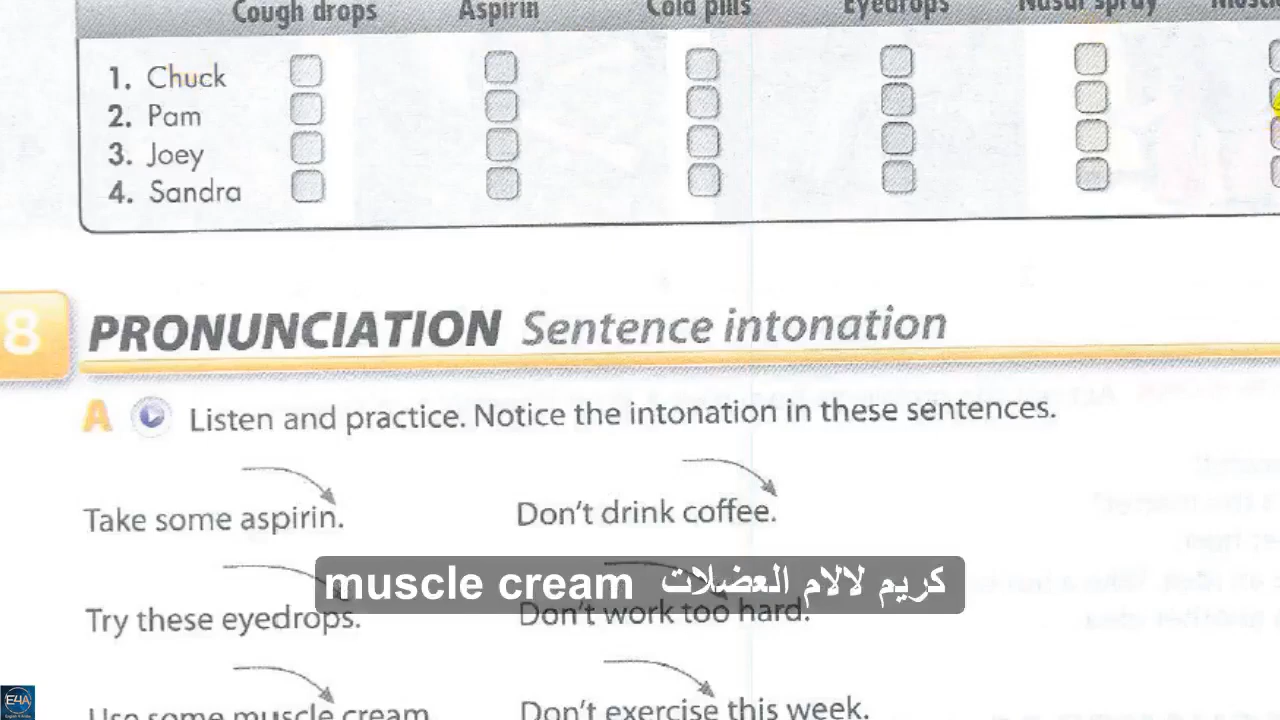 Cough drops Aspirin Cold pills Eyedrops Nasal spray
1. Chuck
2. Pam
3. Joey
4. Sandra
8 PRONUNCIATION Sentence intonation
A Listen and practice. Notice the intonation in these sentences.
Take some aspirin. Don't drink coffee.
muscle cream كريم لالام العضلات
Try these eyedrops. Don't work too hard.
Use some muscle cream Don't exercise this week.
E4A